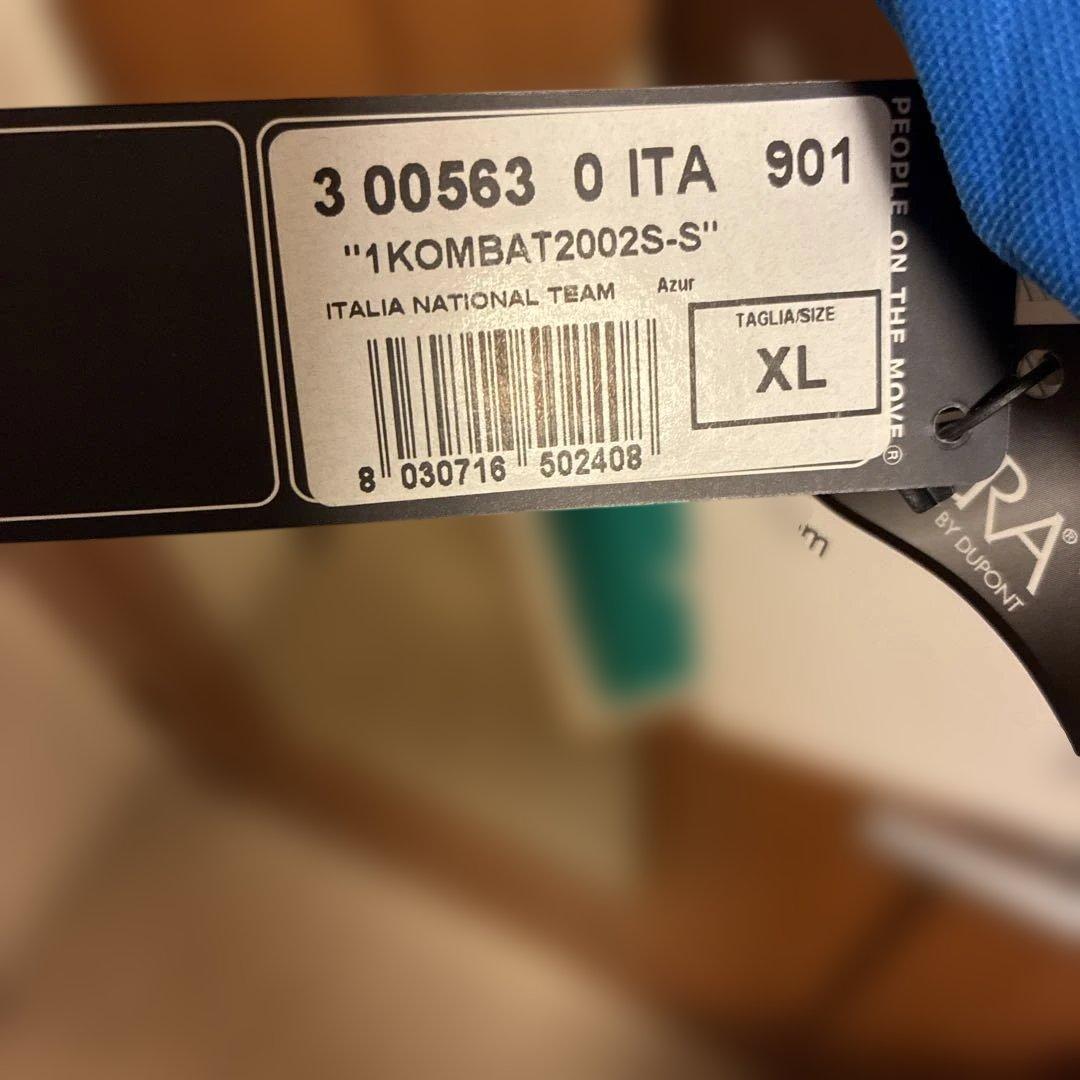 3 00563 0 ITA 901
"1KOMBAT2002S-S"
ITALIA NATIONAL TEAM Azur
TAGLIA/SIZE
XL
8 030716 502408
PEOPLE ON THE MOVE®
RA®
BY DUPONT